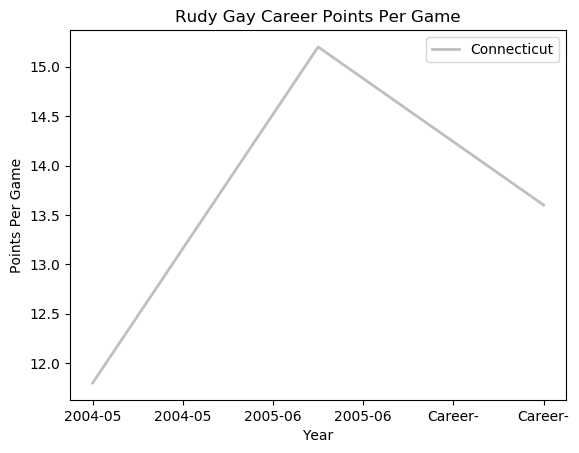 Rudy Gay Career Points Per Game
Connecticut
15.0
14.5
14.0
13.5
13.0
12.5
12.0
Points Per Game
2004-05 2004-05 2005-06 2005-06 Career- Career-
Year